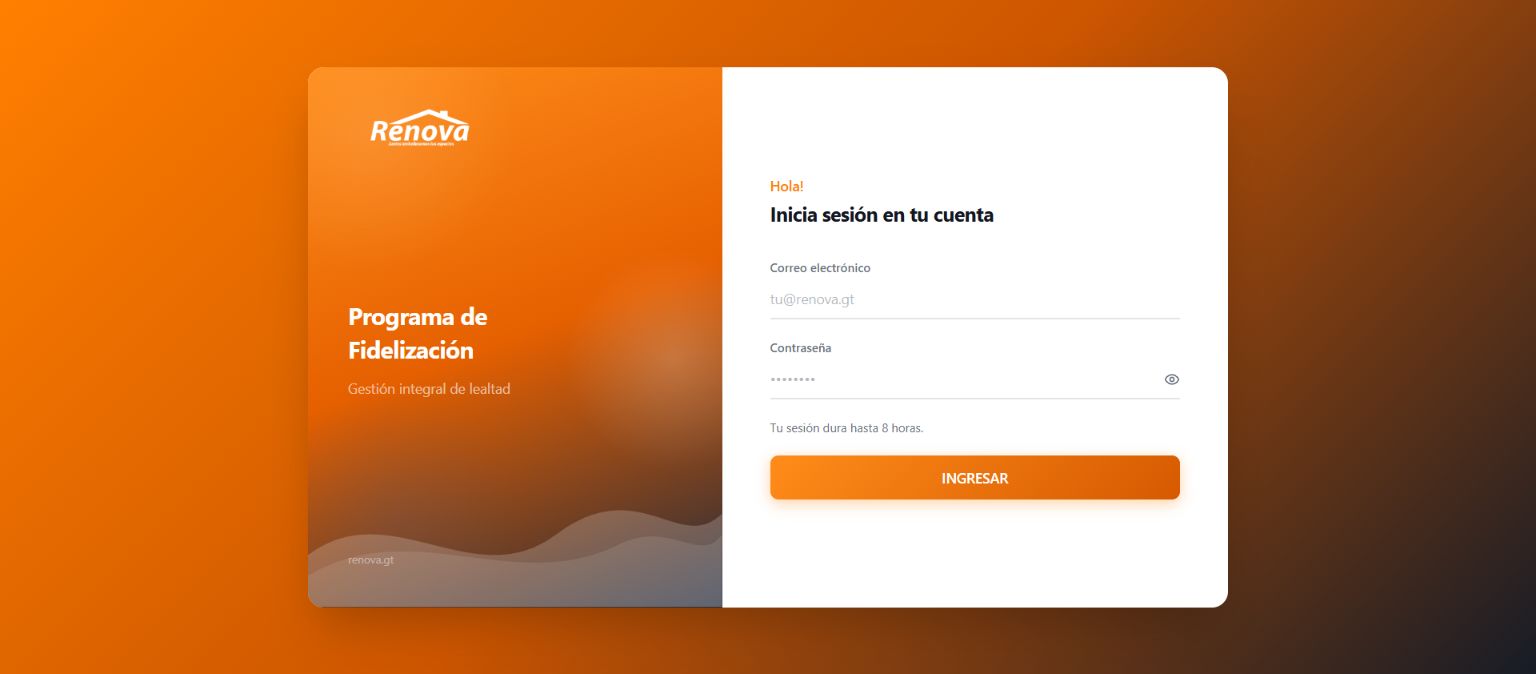 Renova
Programa de
Fidelización
Gestión integral de lealtad
renova.gt
Hola!
Inicia sesión en tu cuenta
Correo electrónico
tu@renova.gt
Contraseña
••••••••
Tu sesión dura hasta 8 horas.
INGRESAR